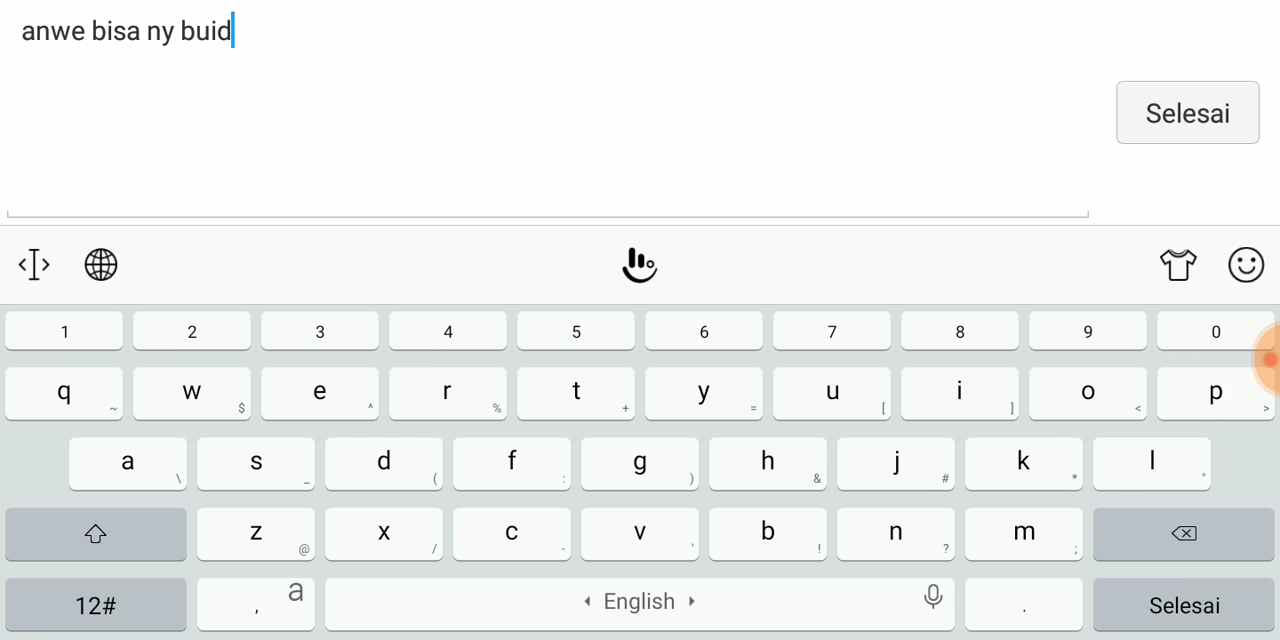 anwe bisa ny buid
Selesai
1 2 3 4 5 6 7 8 9 0
q ~ w $ e ^ r % t + y = u [ i ] o < p >
a \ s _ d ( f : g ) h & j # k * l "
z @ x / c - v ' b ! n ? m ;
12# , a English . Selesai